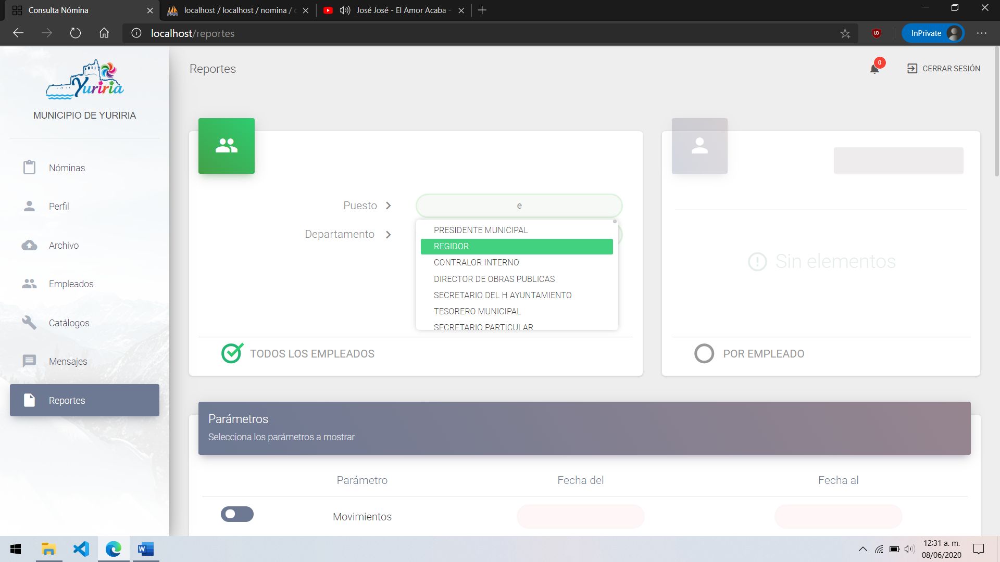 Consulta Nómina
localhost / localhost / nomina /
José José - El Amor Acaba -
localhost/reportes
InPrivate
Yuriria
MUNICIPIO DE YURIRIA
Nóminas
Perfil
Archivo
Empleados
Catálogos
Mensajes
Reportes
Reportes
0
CERRAR SESIÓN
Puesto
e
Departamento
PRESIDENTE MUNICIPAL
REGIDOR
CONTRALOR INTERNO
DIRECTOR DE OBRAS PUBLICAS
SECRETARIO DEL H AYUNTAMIENTO
TESORERO MUNICIPAL
SECRETARIO PARTICULAR
TODOS LOS EMPLEADOS
Sin elementos
POR EMPLEADO
Parámetros
Selecciona los parámetros a mostrar
Parámetro
Fecha del
Fecha al
Movimientos
12:31 a. m.
08/06/2020